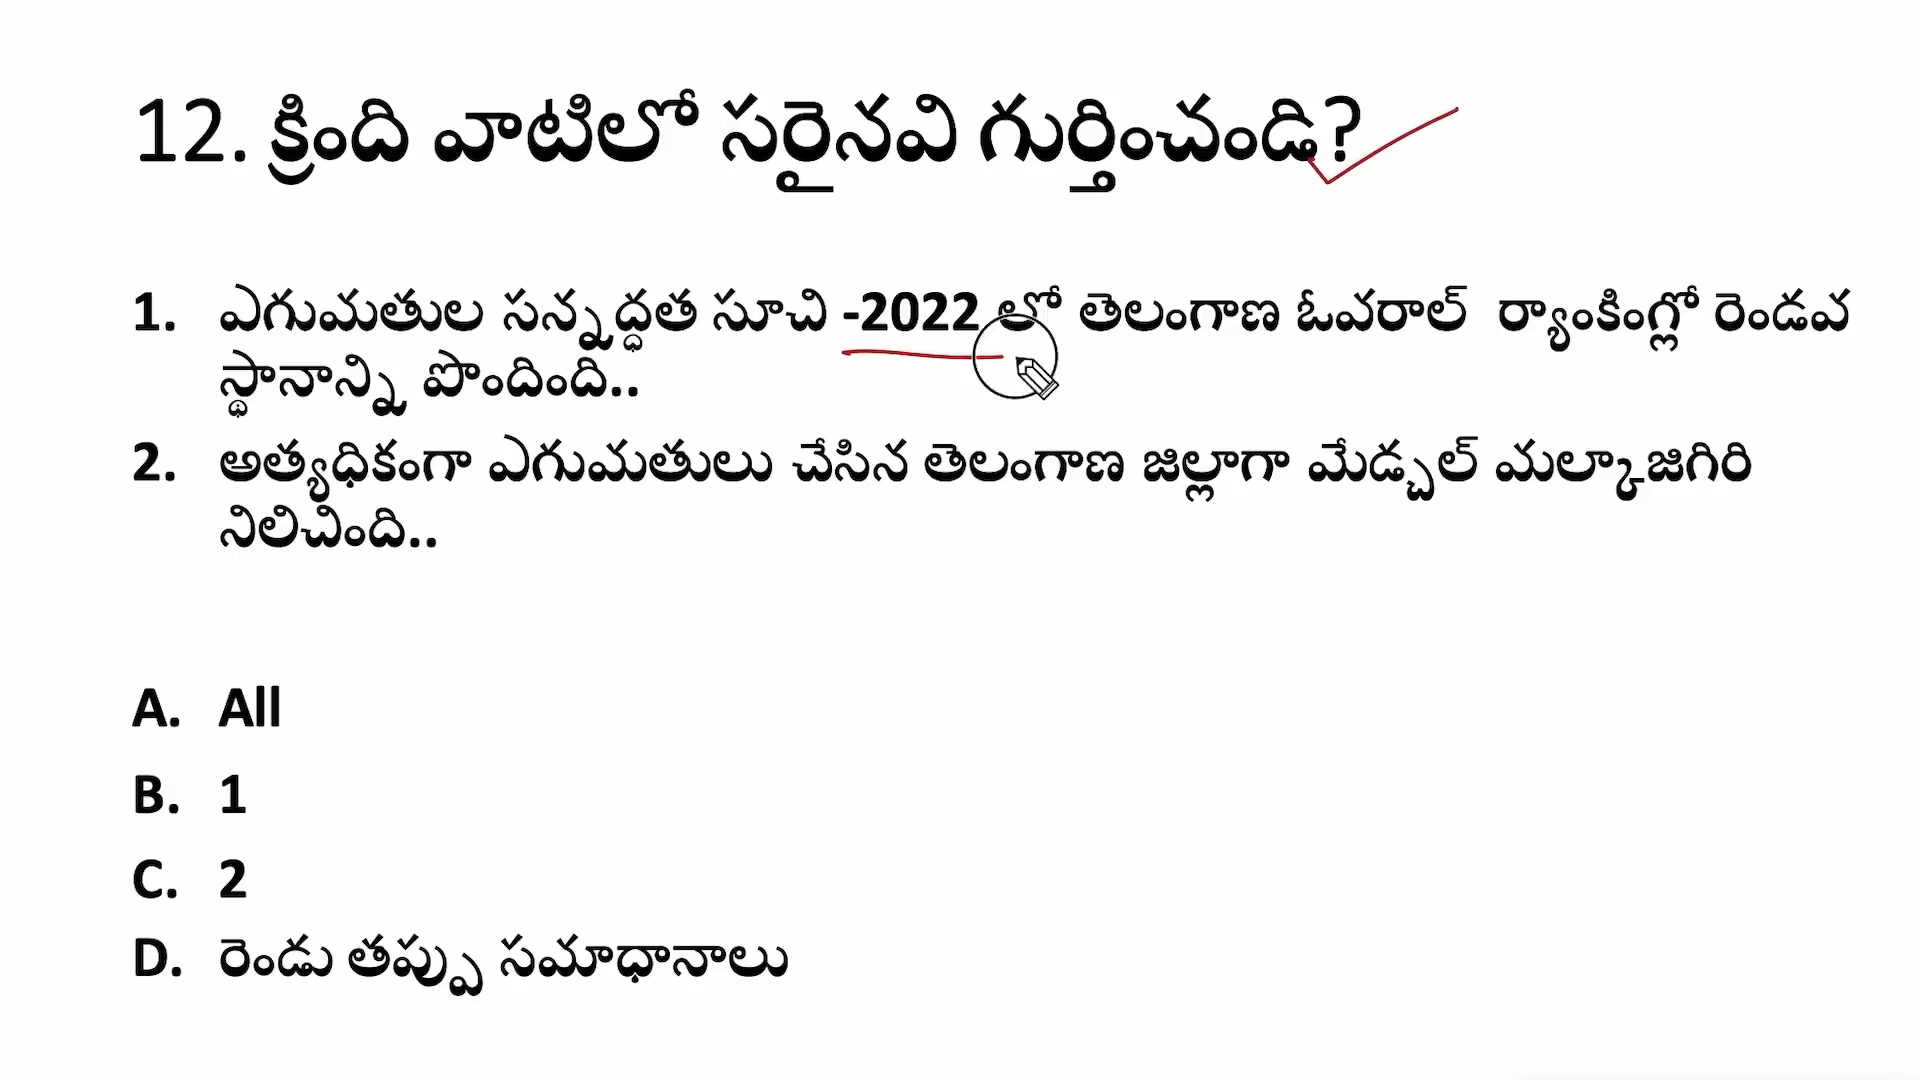 12. క్రింది వాటిలో సరైనవి గుర్తించండి?
1. ఎగుమతుల సన్నద్ధత సూచి -2022 లో తెలంగాణ ఓవరాల్ ర్యాంకింగ్లో రెండవ
స్థానాన్ని పొందింది..
2. అత్యధికంగా ఎగుమతులు చేసిన తెలంగాణ జిల్లాగా మేడ్చల్ మల్కాజిగిరి
నిలిచింది..
A. All
B. 1
C. 2
D. రెండు తప్పు సమాధానాలు